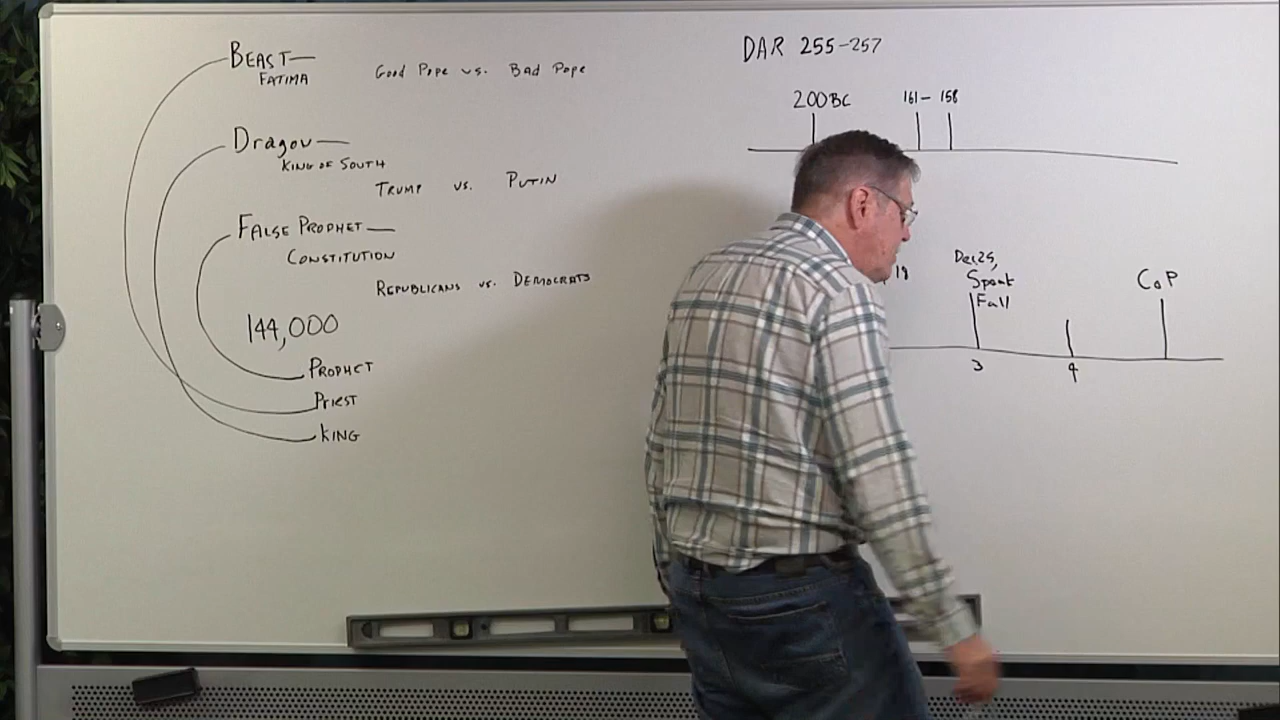 BEAST—
FATIMA
Good Pope vs. Bad Pope
Dragon—
KING OF SOUTH
TRUMP vs. PUTIN
FALSE PROPHET—
CONSTITUTION
REPUBLICANS vs. DEMOCRATS
144,000
PROPHET
PRIEST
KING
DAR 255-257
200BC 161- 158
18
Dec25,
Fall
CoP
3 4